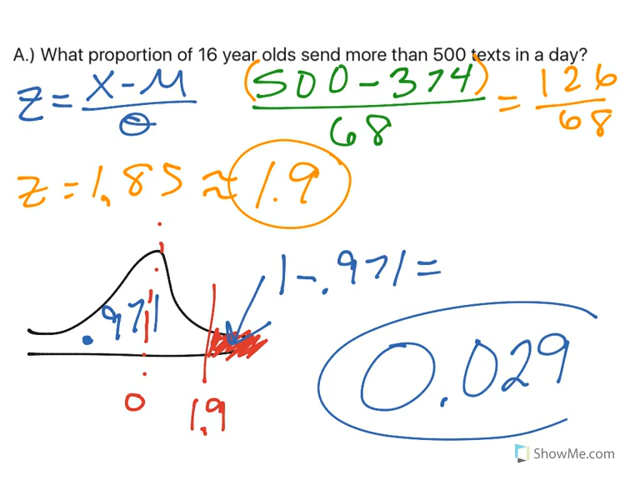 A.) What proportion of 16 year olds send more than 500 texts in a day?
z = x - μ / θ
(500 - 374) / 68 = 126 / 68
z = 1.85 ≈ 1.9
.971
1 - .971 =
0.029
0
1.9
ShowMe.com